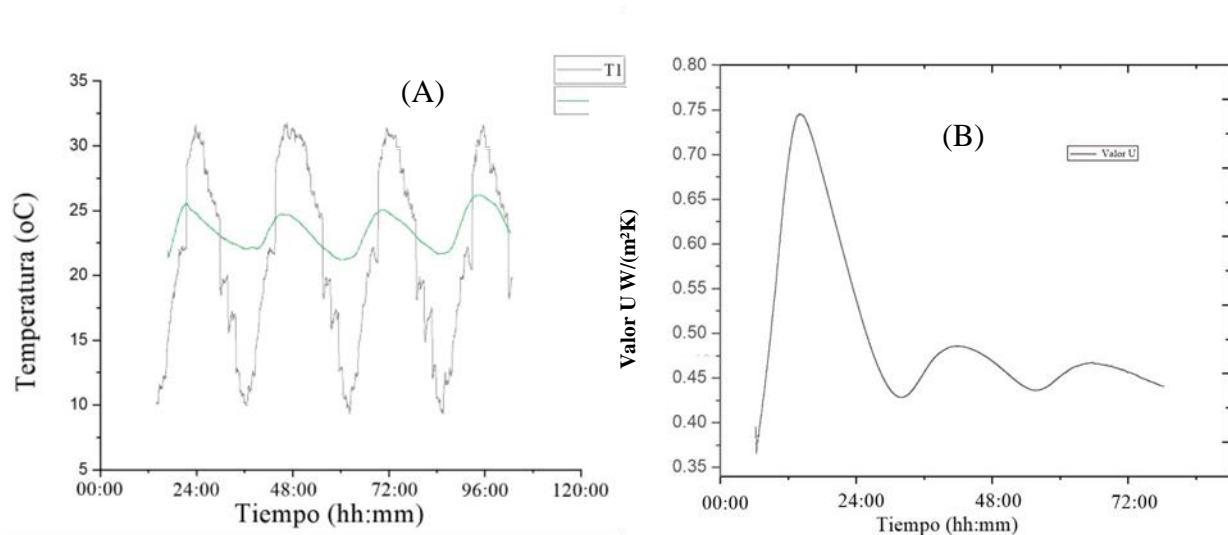 (A)
T1
35
30
25
20
15
10
5
Temperatura (oC)
00:00 24:00 48:00 72:00 96:00 120:00
Tiempo (hh:mm)
(B)
Valor U
0.80
0.75
0.70
0.65
0.60
0.55
0.50
0.45
0.40
0.35
Valor U W/(m²K)
00:00 24:00 48:00 72:00
Tiempo (hh:mm)